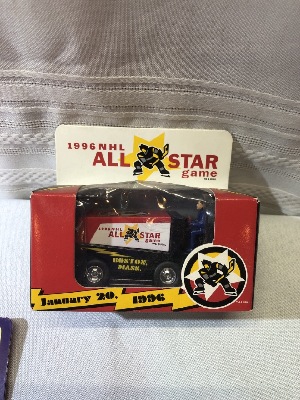 1996 NHL
ALL STAR
game
1996 NHL
ALL STAR
game
BOSTON,
MASS.
January 20, 1996